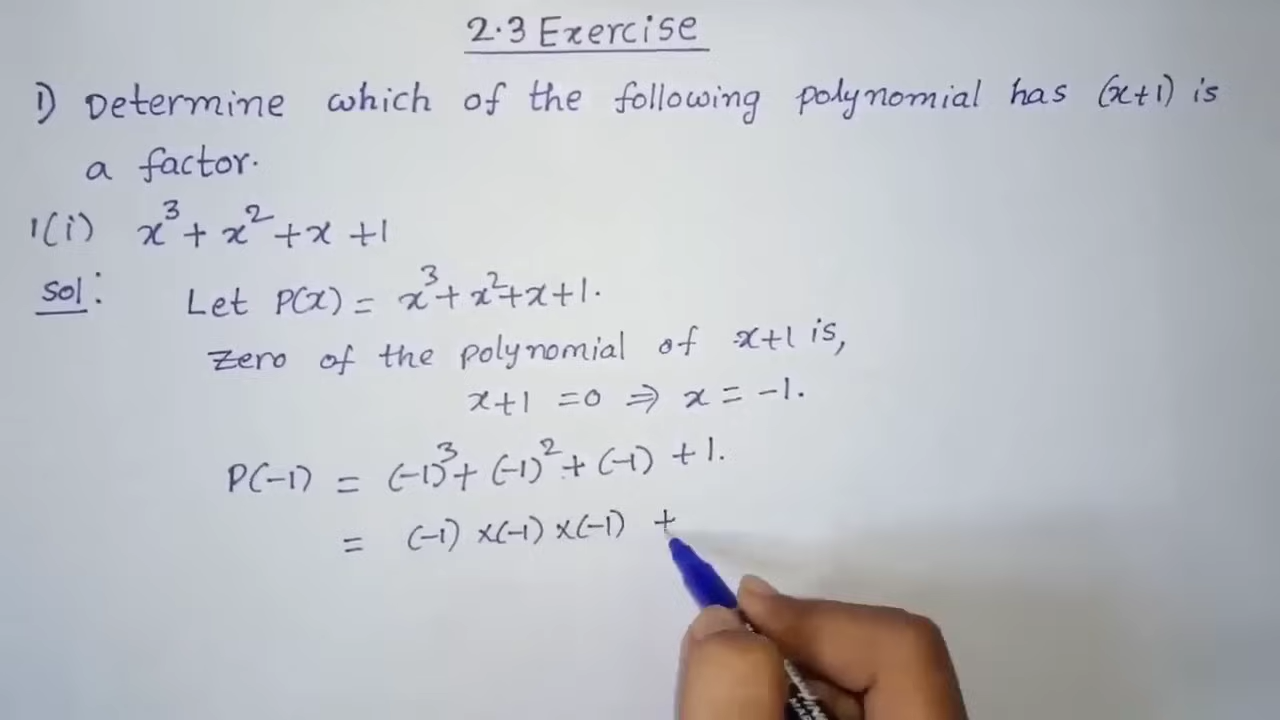 2.3 Exercise
1) Determine which of the following polynomial has (x+1) is
a factor.
1(i) x³ + x² + x + 1
Sol: Let P(x) = x³ + x² + x + 1.
Zero of the polynomial of x+1 is,
x+1 = 0 ⇒ x = -1.
P(-1) = (-1)³ + (-1)² + (-1) + 1.
= (-1) × (-1) × (-1) +